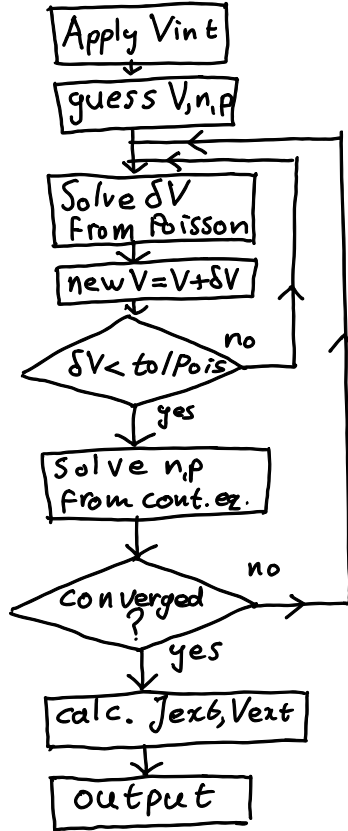 Apply Vint
guess V,n,p
Solve δV
from Poisson
new V=V+δV
no
δV< tolPois
yes
solve n,p
from cont.eq.
no
converged
?
yes
calc. Jext,Vext
output